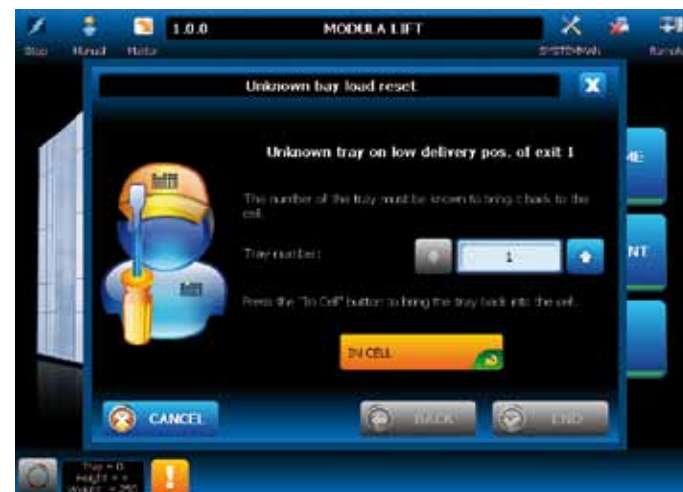 1.0.0 MODULA LIFT
Stop Manual
SYSTEMAN
Unknown bay load reset
Unknown tray on low delivery pos. of exit 1
The number of the tray must be known to bring it back to the
cell.
Tray number:
1
NT
Press the "In Cell" button to bring the tray back into the cell.
IN CELL
CANCEL BACK END
Tray = 0